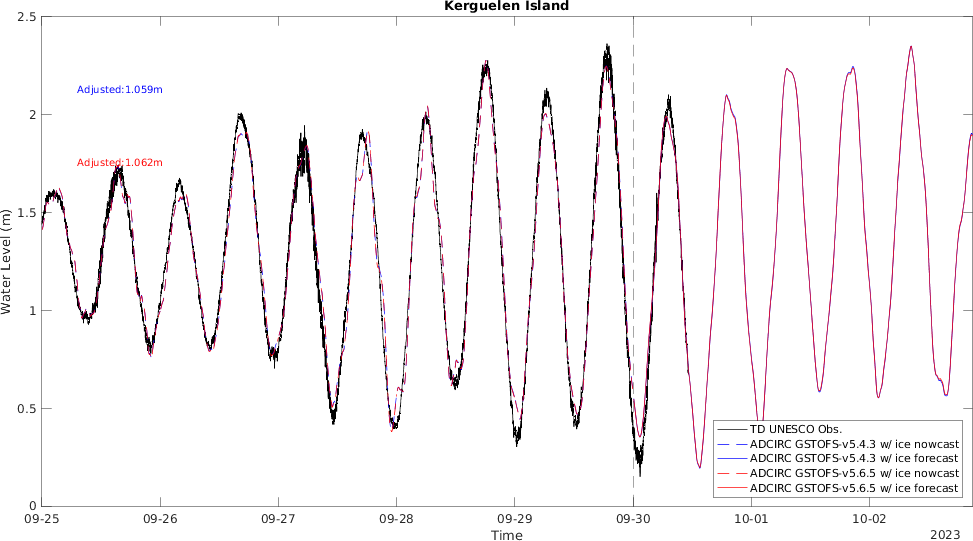 Kerguelen Island
2.5
2
1.5
1
0.5
0
Water Level (m)
Adjusted:1.059m
Adjusted:1.062m
TD UNESCO Obs.
ADCIRC GSTOFS-v5.4.3 w/ ice nowcast
ADCIRC GSTOFS-v5.4.3 w/ ice forecast
ADCIRC GSTOFS-v5.6.5 w/ ice nowcast
ADCIRC GSTOFS-v5.6.5 w/ ice forecast
09-25 09-26 09-27 09-28 09-29 09-30 10-01 10-02
Time
2023